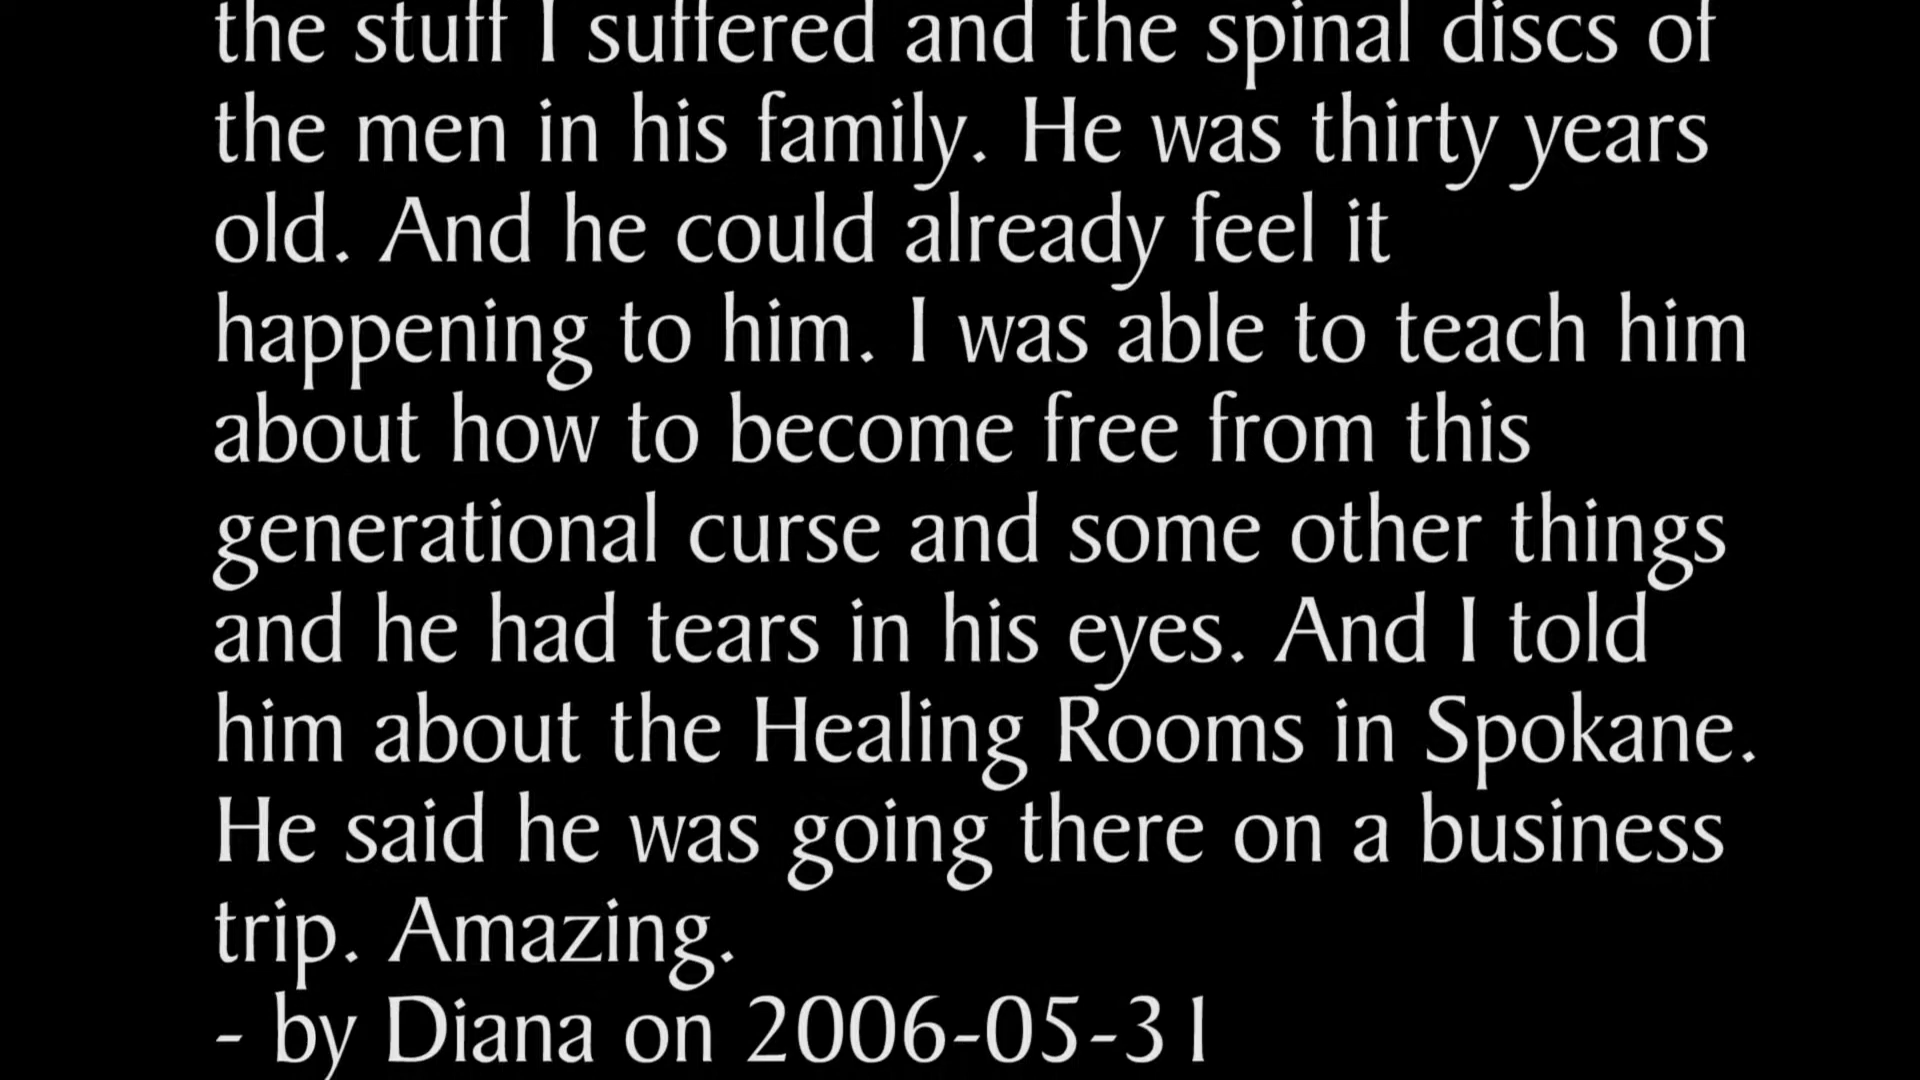 the stuff I suffered and the spinal discs of
the men in his family. He was thirty years
old. And he could already feel it
happening to him. I was able to teach him
about how to become free from this
generational curse and some other things
and he had tears in his eyes. And I told
him about the Healing Rooms in Spokane.
He said he was going there on a business
trip. Amazing.
- by Diana on 2006-05-31